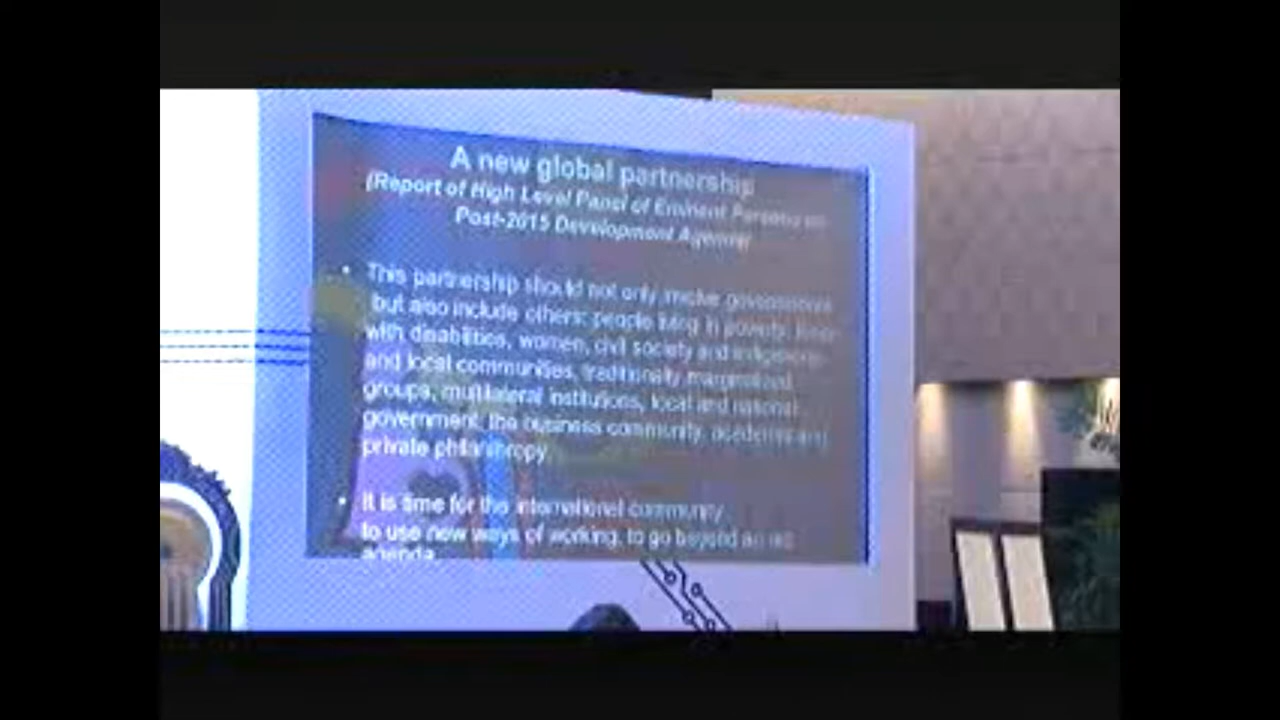 A new global partnership
(Report of High Level Panel of Eminent Persons on
Post-2015 Development Agenda)
• This partnership should not only involve governments
but also include others: people living in poverty, those
with disabilities, women, civil society and indigenous
and local communities, traditionally marginalized
groups, multilateral institutions, local and national
government, the business community, academia and
private philanthropy.
• It is time for the international community
to use new ways of working, to go beyond an aid
agenda